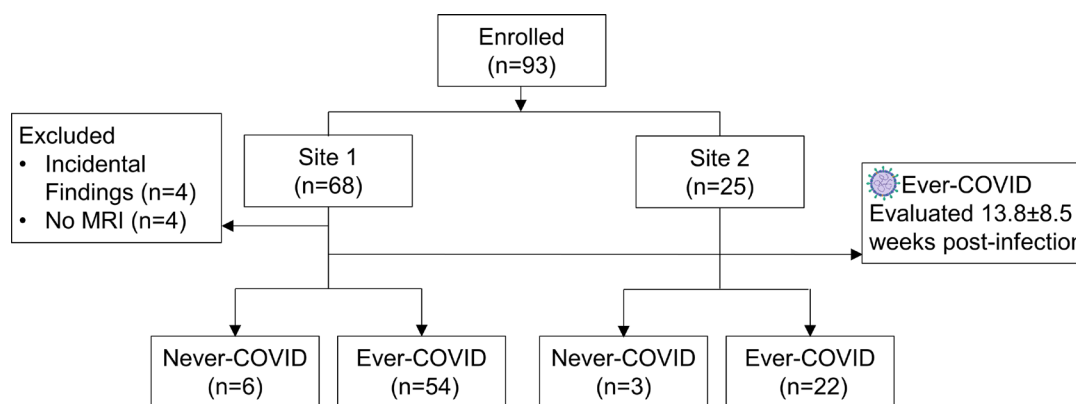 Enrolled
(n=93)
Excluded
• Incidental
Findings (n=4)
• No MRI (n=4)
Site 1
(n=68)
Site 2
(n=25)
Ever-COVID
Evaluated 13.8±8.5
weeks post-infection
Never-COVID
(n=6)
Ever-COVID
(n=54)
Never-COVID
(n=3)
Ever-COVID
(n=22)